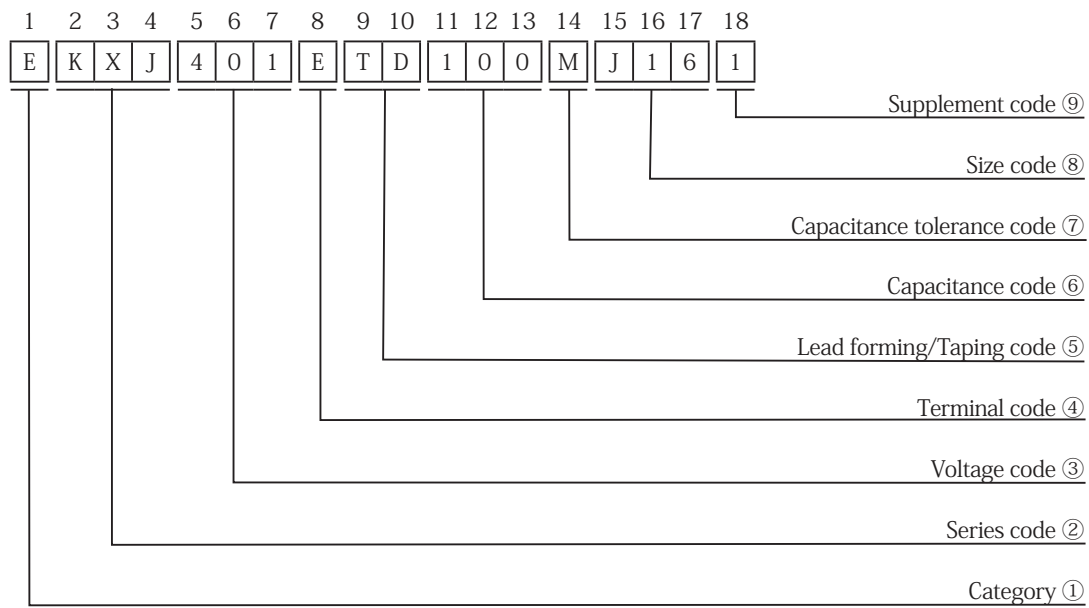 1 2 3 4 5 6 7 8 9 10 11 12 13 14 15 16 17 18
E K X J 4 0 1 E T D 1 0 0 M J 1 6 1
Supplement code ⑨
Size code ⑧
Capacitance tolerance code ⑦
Capacitance code ⑥
Lead forming/Taping code ⑤
Terminal code ④
Voltage code ③
Series code ②
Category ①